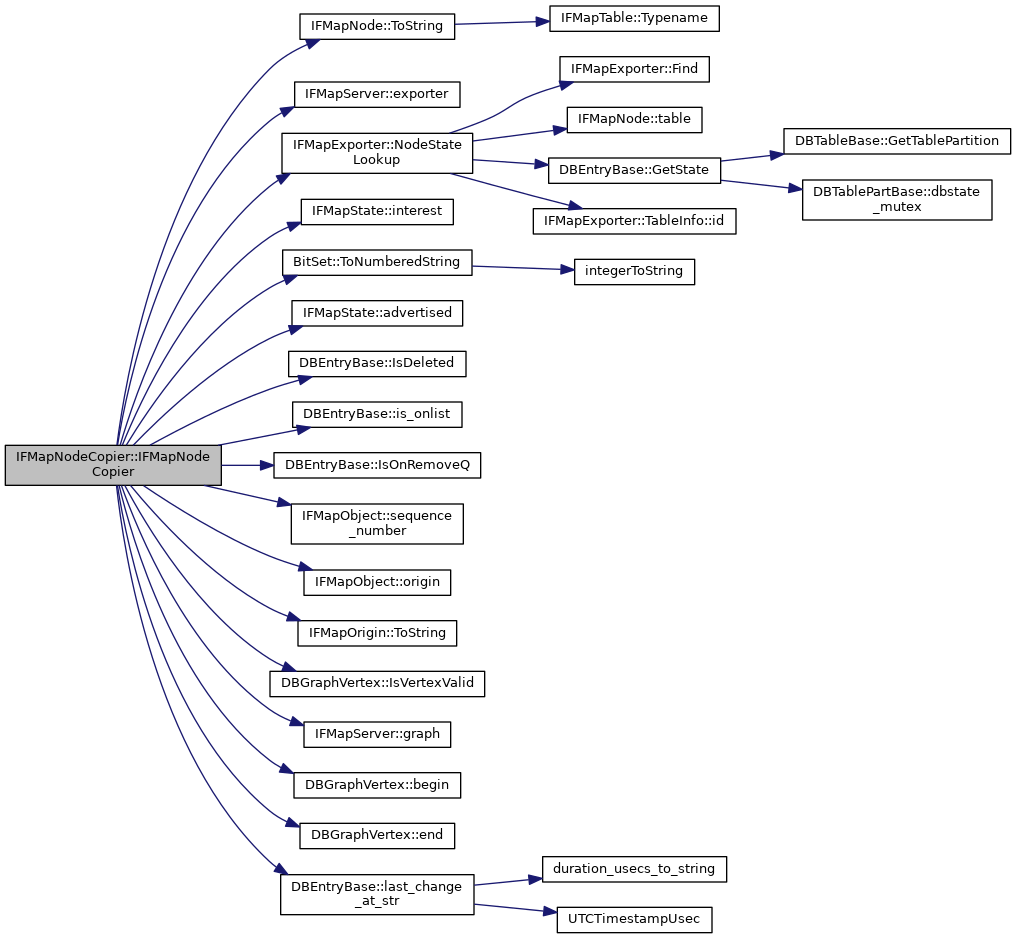 IFMapNode::ToString
IFMapTable::Typename
IFMapExporter::Find
IFMapServer::exporter
IFMapNode::table
IFMapExporter::NodeState
Lookup
DBTableBase::GetTablePartition
DBEntryBase::GetState
DBTablePartBase::dbstate
_mutex
IFMapState::interest
IFMapExporter::TableInfo::id
BitSet::ToNumberedString
integerToString
IFMapState::advertised
DBEntryBase::IsDeleted
DBEntryBase::is_onlist
IFMapNodeCopier::IFMapNode
Copier
DBEntryBase::IsOnRemoveQ
IFMapObject::sequence
_number
IFMapObject::origin
IFMapOrigin::ToString
DBGraphVertex::IsVertexValid
IFMapServer::graph
DBGraphVertex::begin
DBGraphVertex::end
DBEntryBase::last_change
_at_str
duration_usecs_to_string
UTCTimestampUsec